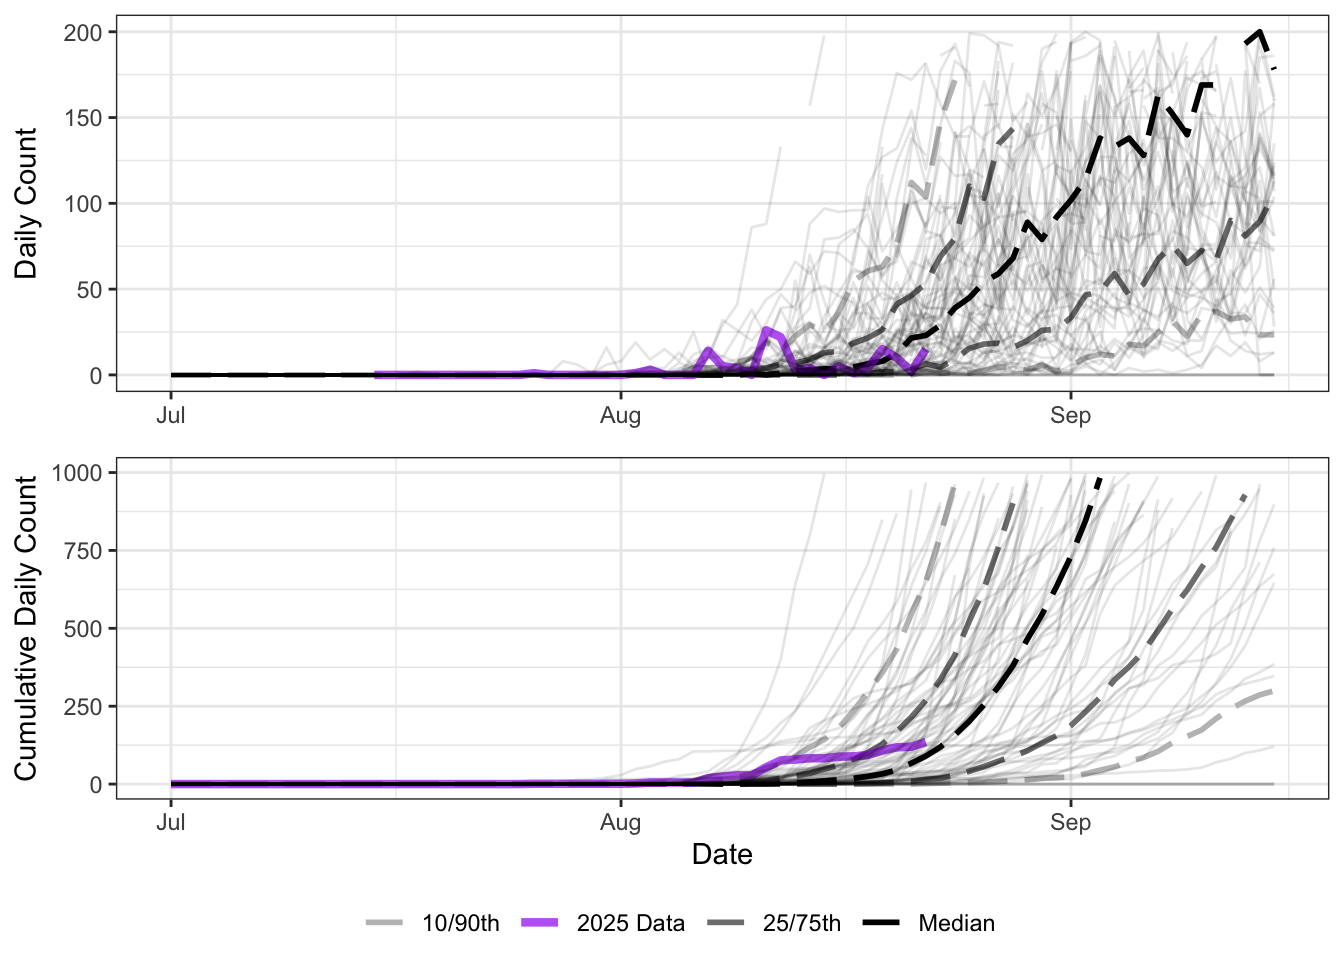 Daily Count
200
150
100
50
0
Jul Aug Sep
Cumulative Daily Count
1000
750
500
250
0
Jul Aug Sep
Date
10/90th 2025 Data 25/75th Median